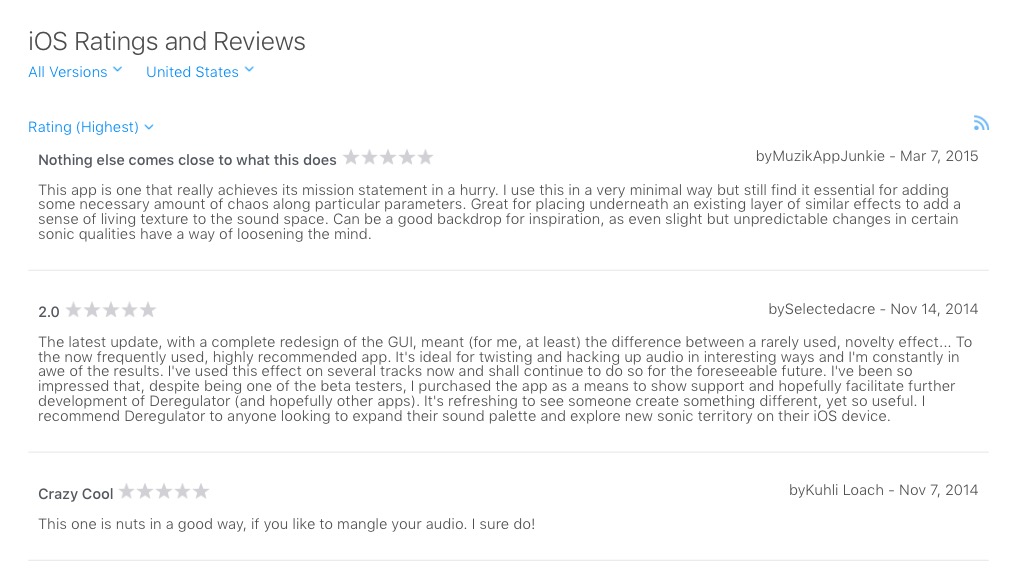 iOS Ratings and Reviews
All Versions United States
Rating (Highest)
Nothing else comes close to what this does byMuzikAppJunkie - Mar 7, 2015
This app is one that really achieves its mission statement in a hurry. I use this in a very minimal way but still find it essential for adding
some necessary amount of chaos along particular parameters. Great for placing underneath an existing layer of similar effects to add a
sense of living texture to the sound space. Can be a good backdrop for inspiration, as even slight but unpredictable changes in certain
sonic qualities have a way of loosening the mind.
2.0 bySelectedacre - Nov 14, 2014
The latest update, with a complete redesign of the GUI, meant (for me, at least) the difference between a rarely used, novelty effect... To
the now frequently used, highly recommended app. It's ideal for twisting and hacking up audio in interesting ways and I'm constantly in
awe of the results. I've used this effect on several tracks now and shall continue to do so for the foreseeable future. I've been so
impressed that, despite being one of the beta testers, I purchased the app as a means to show support and hopefully facilitate further
development of Deregulator (and hopefully other apps). It's refreshing to see someone create something different, yet so useful. I
recommend Deregulator to anyone looking to expand their sound palette and explore new sonic territory on their iOS device.
Crazy Cool byKuhli Loach - Nov 7, 2014
This one is nuts in a good way, if you like to mangle your audio. I sure do!